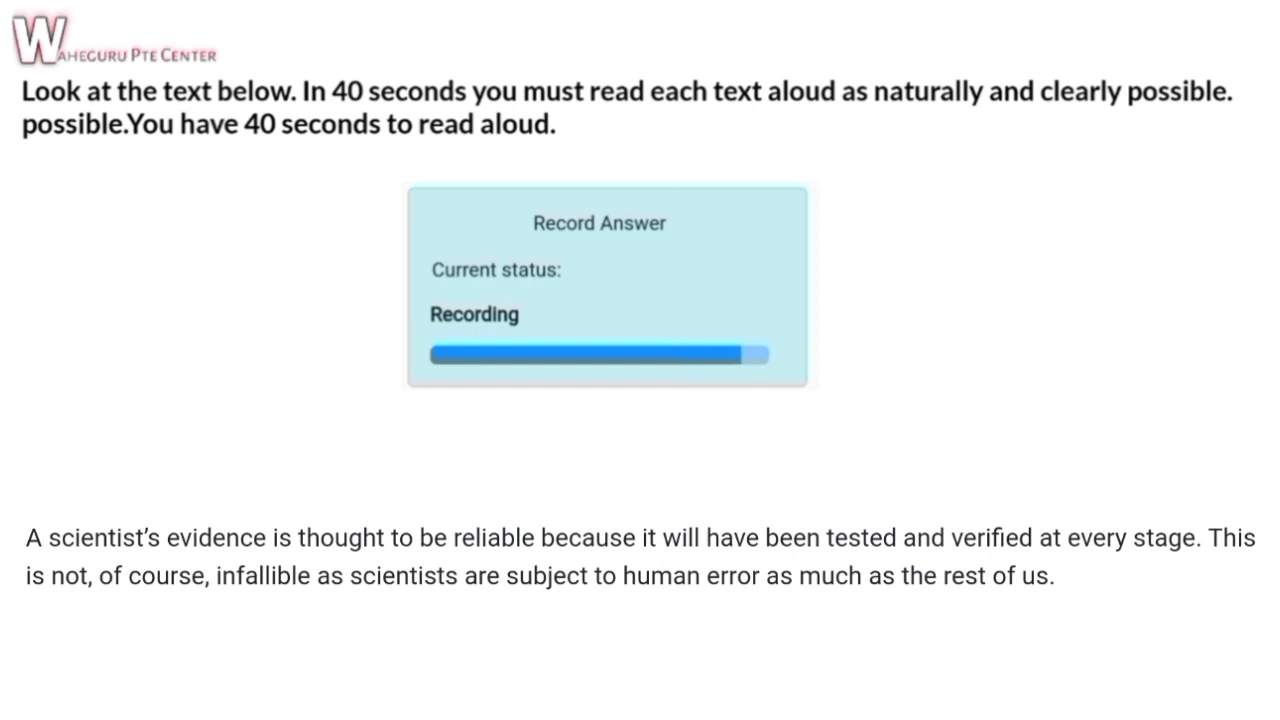 WAHEGURU PTE CENTER
Look at the text below. In 40 seconds you must read each text aloud as naturally and clearly possible.
possible.You have 40 seconds to read aloud.
Record Answer
Current status:
Recording
A scientist’s evidence is thought to be reliable because it will have been tested and verified at every stage. This
is not, of course, infallible as scientists are subject to human error as much as the rest of us.